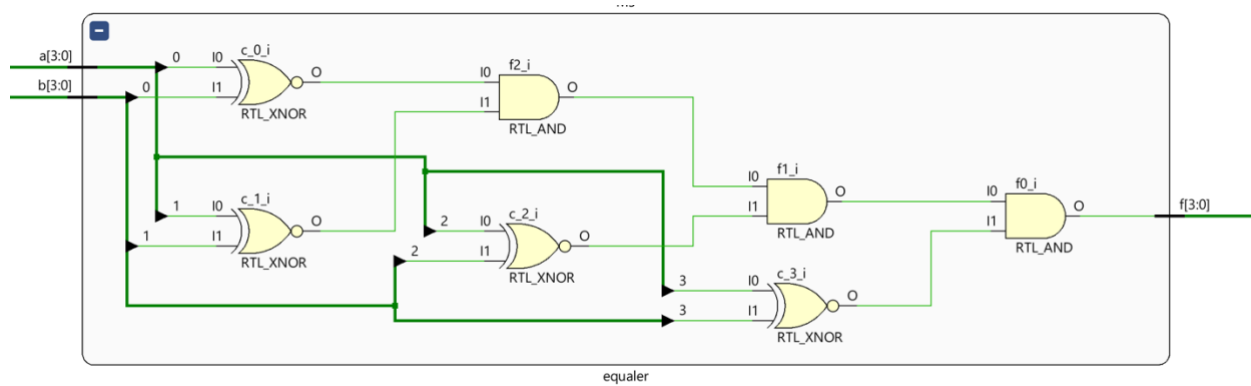 a[3:0]
b[3:0]
0
0
I0
I1
c_0_i
O
RTL_XNOR
I0
I1
f2_i
O
RTL_AND
1
1
I0
I1
c_1_i
O
RTL_XNOR
2
2
I0
I1
c_2_i
O
RTL_XNOR
I0
I1
f1_i
O
RTL_AND
3
3
I0
I1
c_3_i
O
RTL_XNOR
I0
I1
f0_i
O
RTL_AND
f[3:0]
equaler